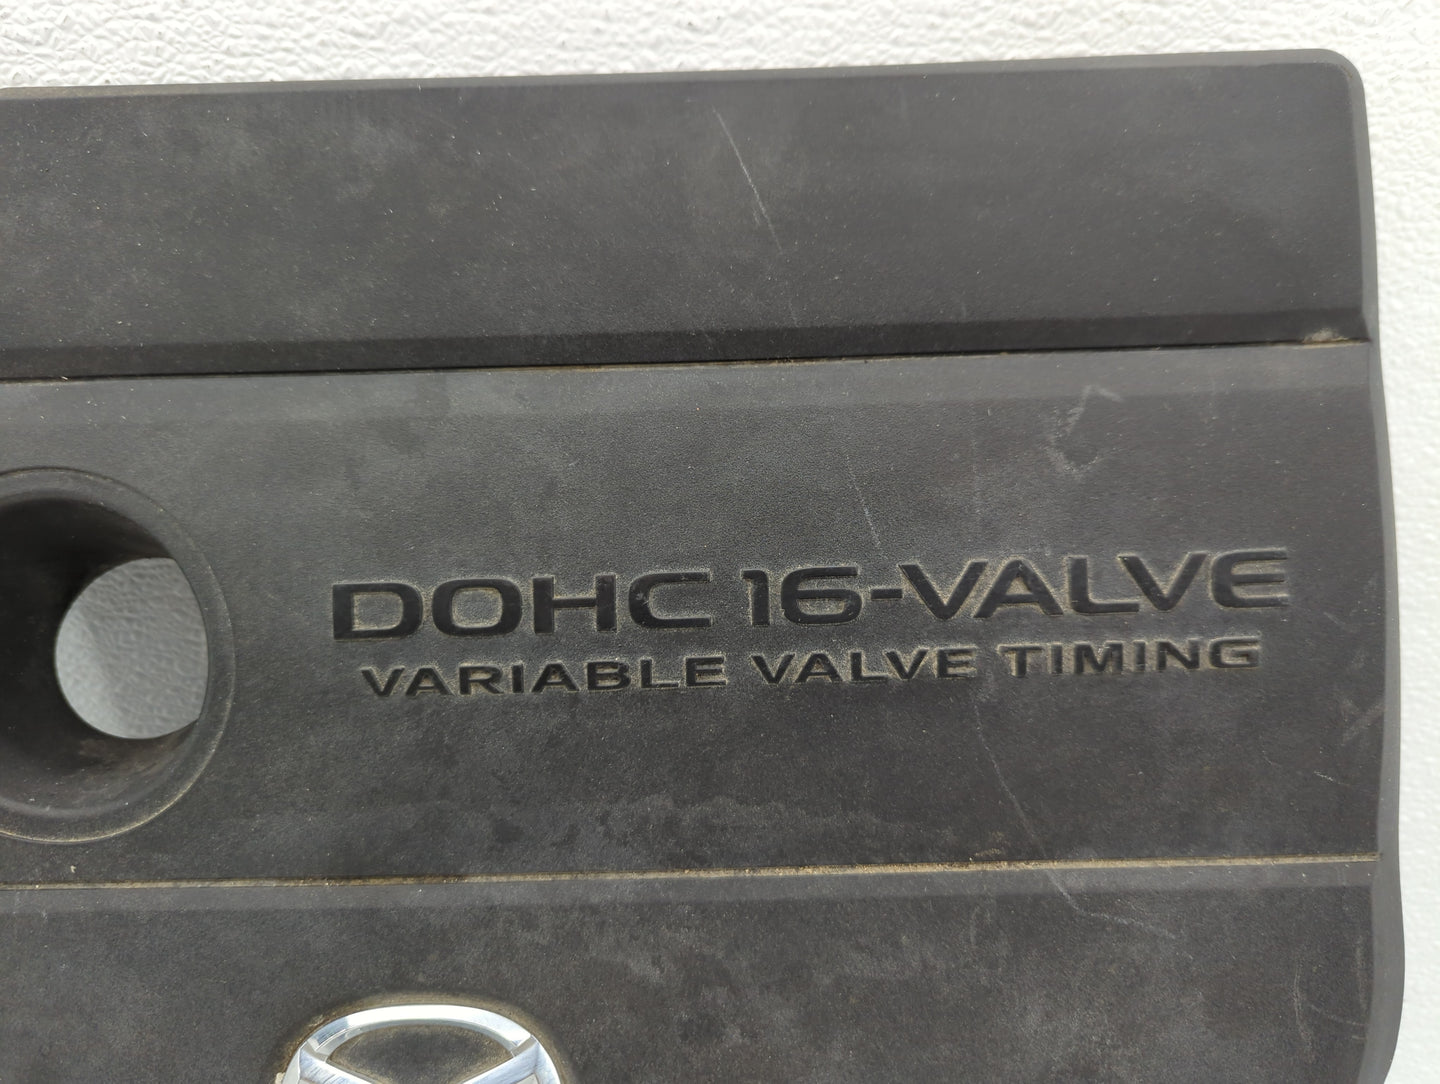 DOHC 16-VALVE
VARIABLE VALVE TIMING